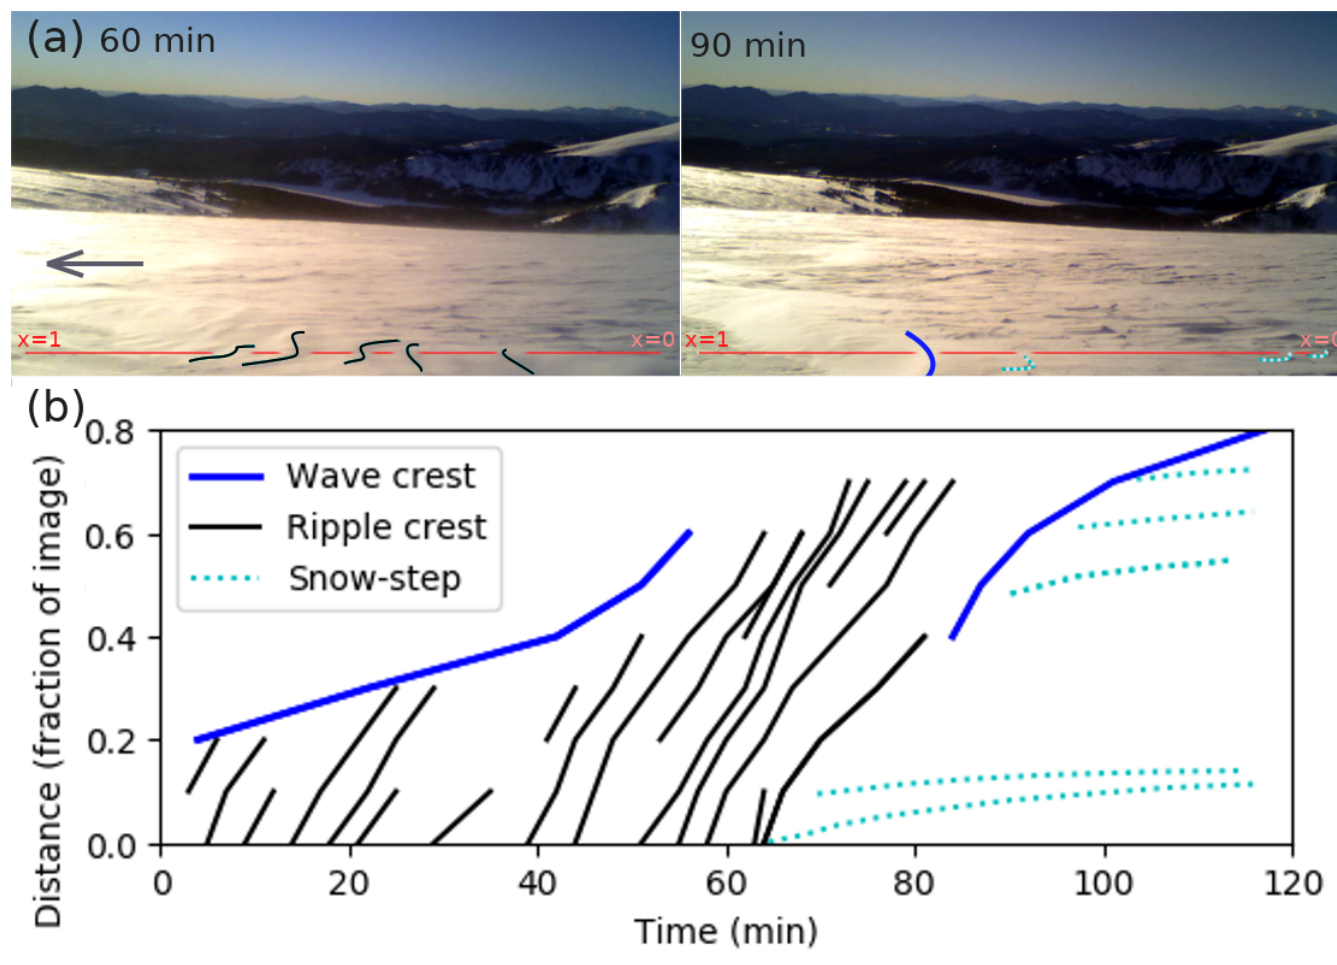 (a) 60 min
90 min
x=1
x=0
x=1
x=0
(b)
Distance (fraction of image)
0.8
0.6
0.4
0.2
0.0
Wave crest
Ripple crest
Snow-step
0 20 40 60 80 100 120
Time (min)